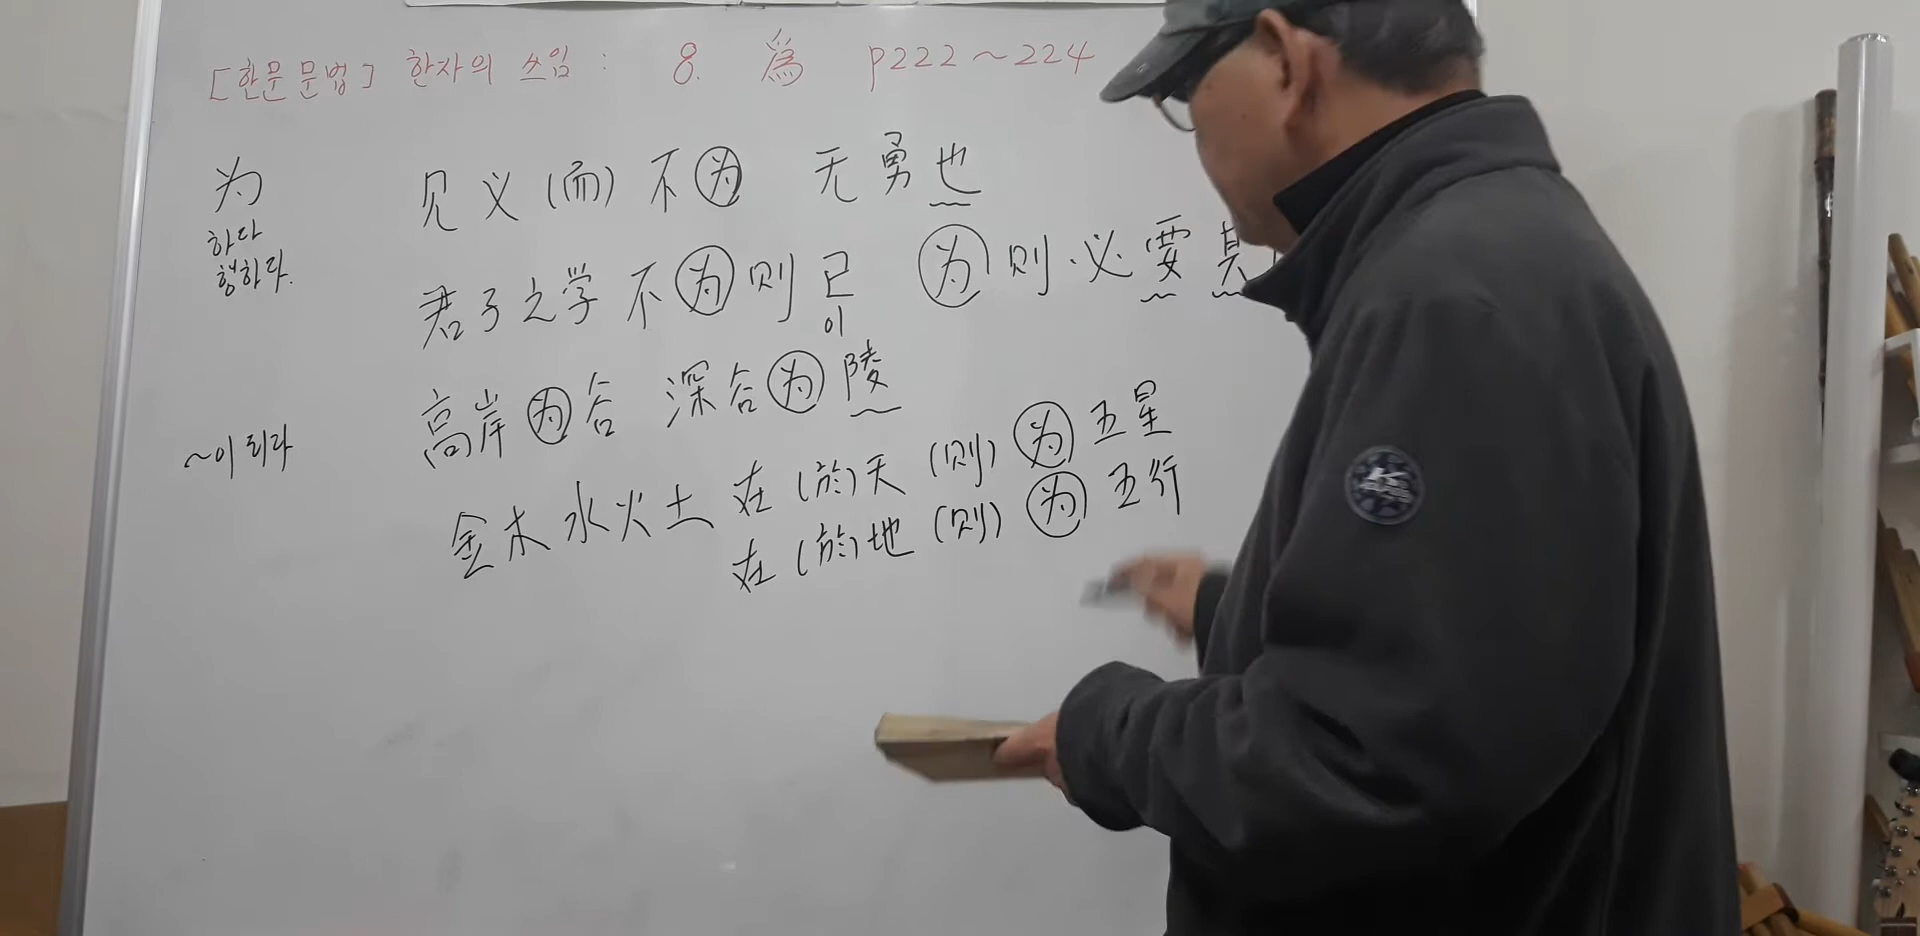 [한문 문법] 한자의 쓰임 : 8. 為 p222～224
为 见义(而)不为 无勇也
하다
행하다.
君子之学不为则已 为则·必要其
이
高岸为谷 深谷为陵
~이 되다
金木水火土 在(於)天(则)为五星
在(於)地(则)为五行